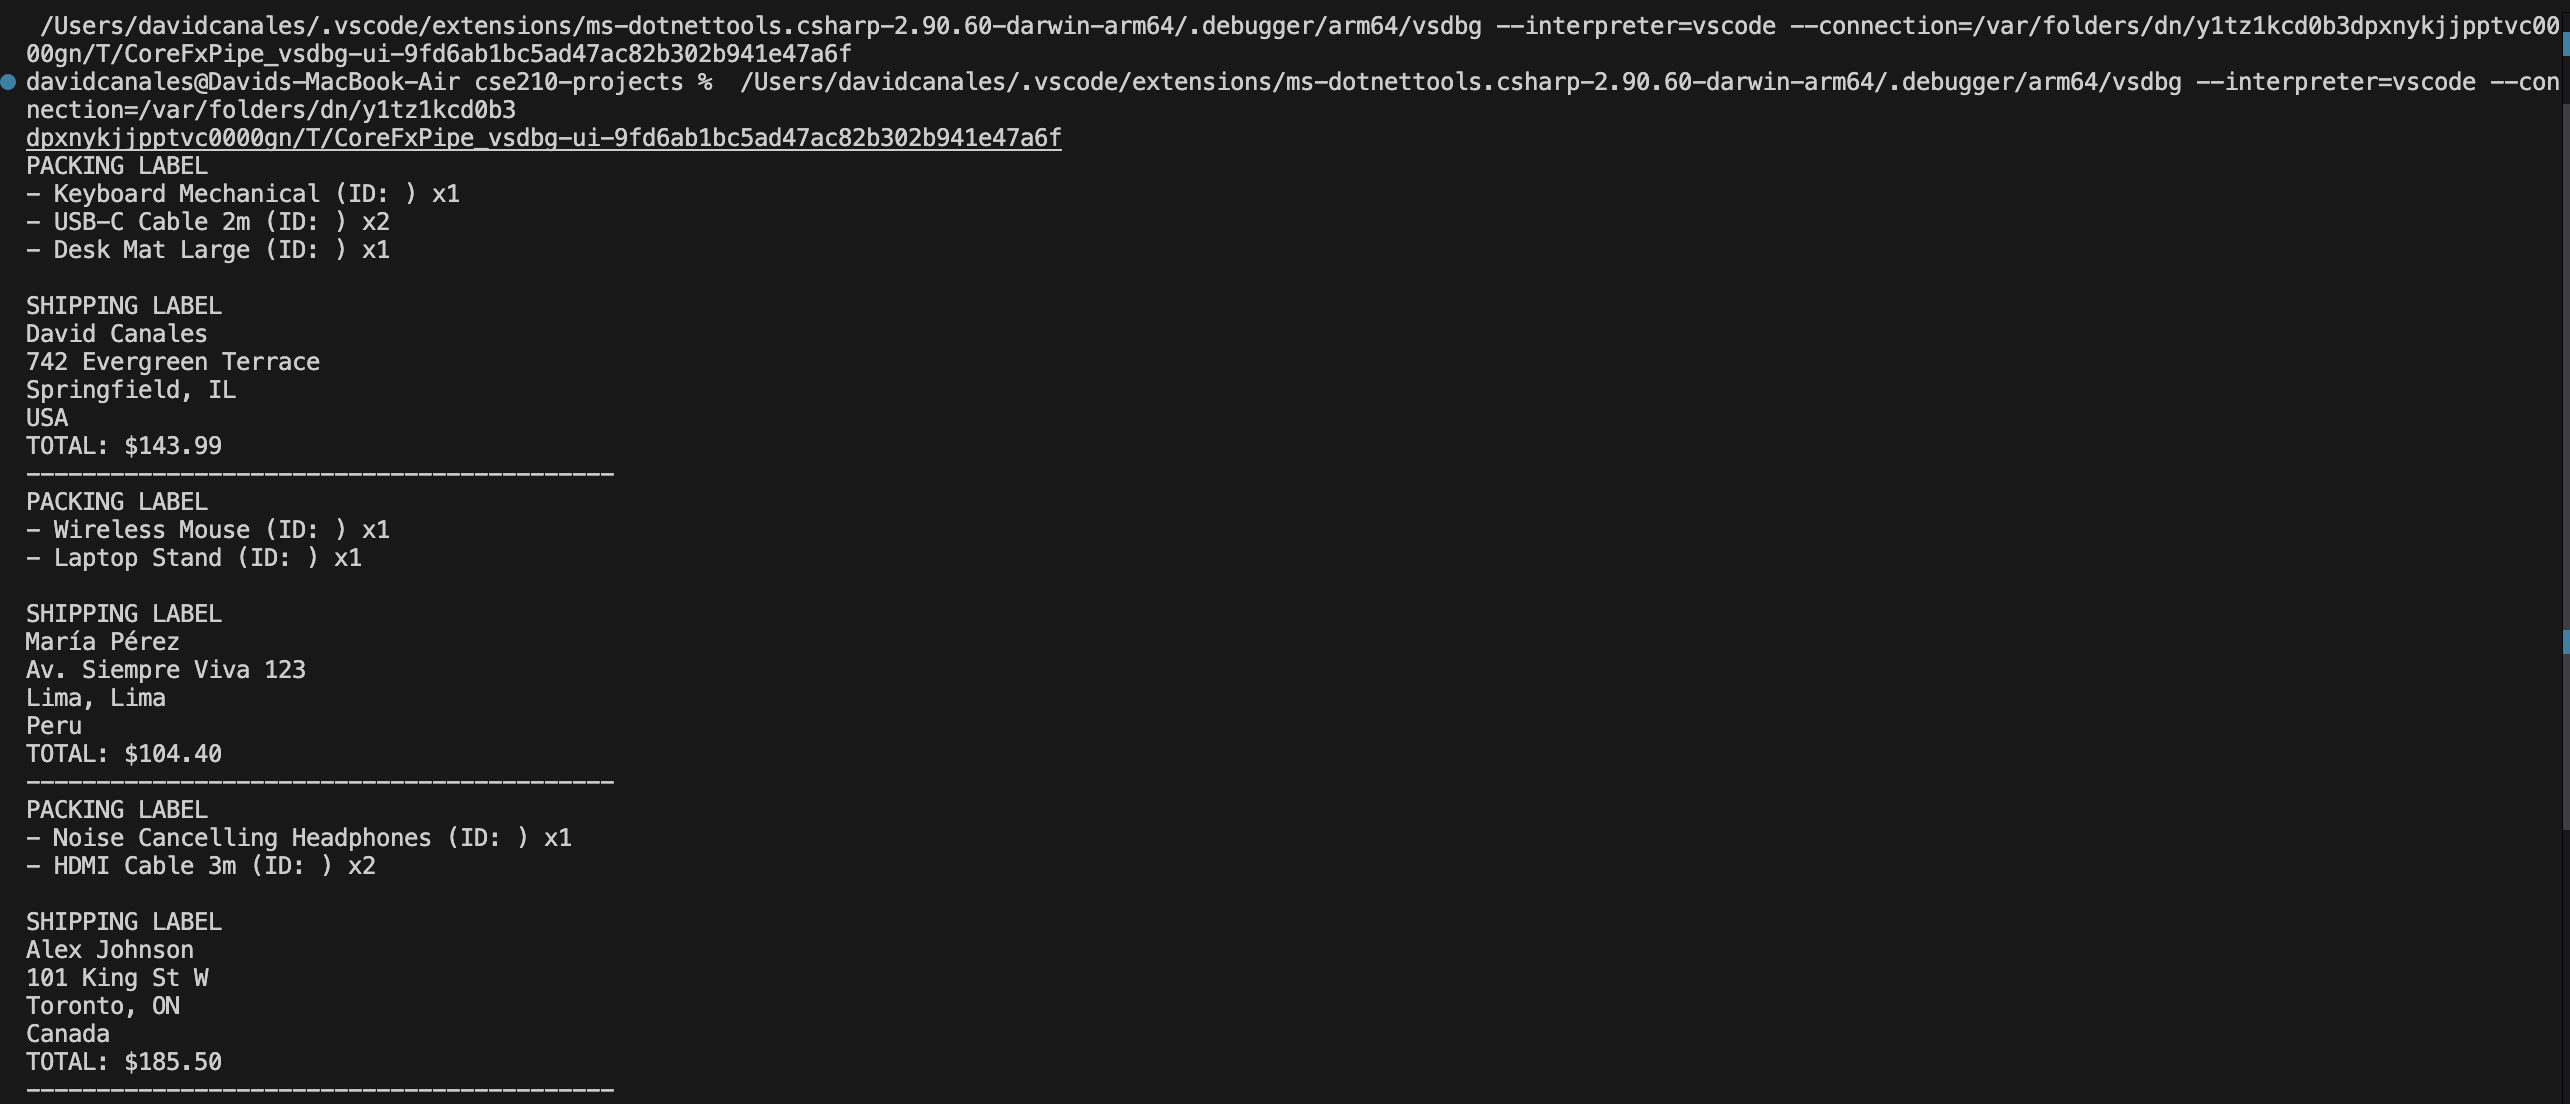 /Users/davidcanales/.vscode/extensions/ms-dotnettools.csharp-2.90.60-darwin-arm64/.debugger/arm64/vsdbg --interpreter=vscode --connection=/var/folders/dn/y1tz1kcd0b3dpxnykjjpptvc00
00gn/T/CoreFxPipe_vsdbg-ui-9fd6ab1bc5ad47ac82b302b941e47a6f
davidcanales@Davids-MacBook-Air cse210-projects %  /Users/davidcanales/.vscode/extensions/ms-dotnettools.csharp-2.90.60-darwin-arm64/.debugger/arm64/vsdbg --interpreter=vscode --con
nection=/var/folders/dn/y1tz1kcd0b3
dpxnykjjpptvc0000gn/T/CoreFxPipe_vsdbg-ui-9fd6ab1bc5ad47ac82b302b941e47a6f
PACKING LABEL
- Keyboard Mechanical (ID: ) x1
- USB-C Cable 2m (ID: ) x2
- Desk Mat Large (ID: ) x1

SHIPPING LABEL
David Canales
742 Evergreen Terrace
Springfield, IL
USA
TOTAL: $143.99
------------------------------------------
PACKING LABEL
- Wireless Mouse (ID: ) x1
- Laptop Stand (ID: ) x1

SHIPPING LABEL
María Pérez
Av. Siempre Viva 123
Lima, Lima
Peru
TOTAL: $104.40
------------------------------------------
PACKING LABEL
- Noise Cancelling Headphones (ID: ) x1
- HDMI Cable 3m (ID: ) x2

SHIPPING LABEL
Alex Johnson
101 King St W
Toronto, ON
Canada
TOTAL: $185.50
------------------------------------------